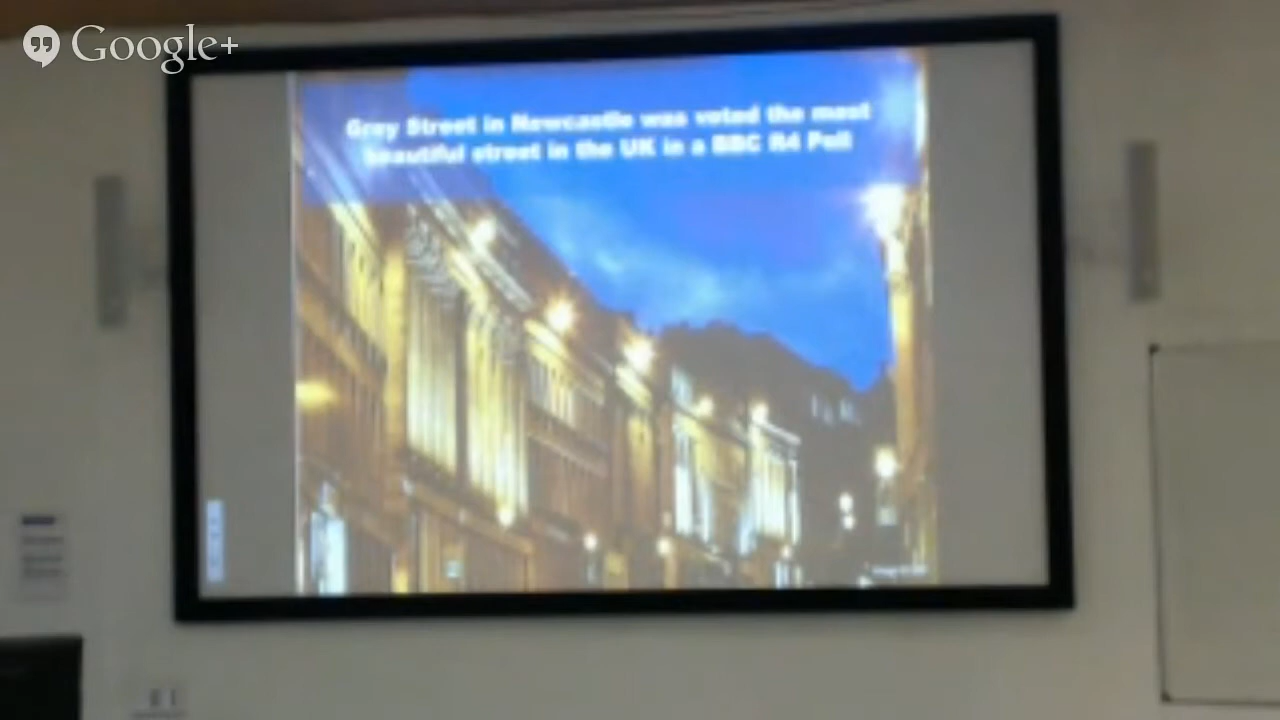 Google+
Grey Street in Newcastle was voted the most
beautiful street in the UK in a BBC R4 Poll